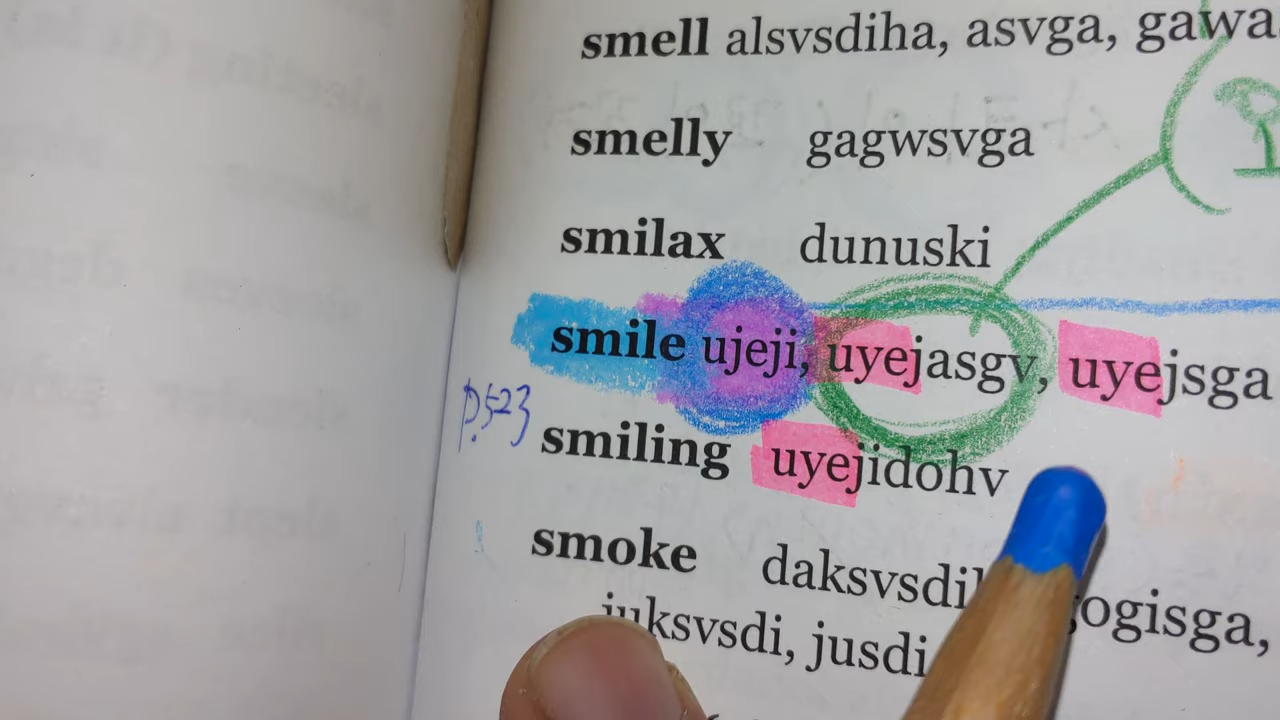 smell alsvsdiha, asvga, gawa
smelly gagwsvga
smilax dunuski
smile ujeji, uyejasgv, uyejsga
p.523
smiling uyejidohv
smoke daksvsdi gogisga,
juksvsdi, jusdi